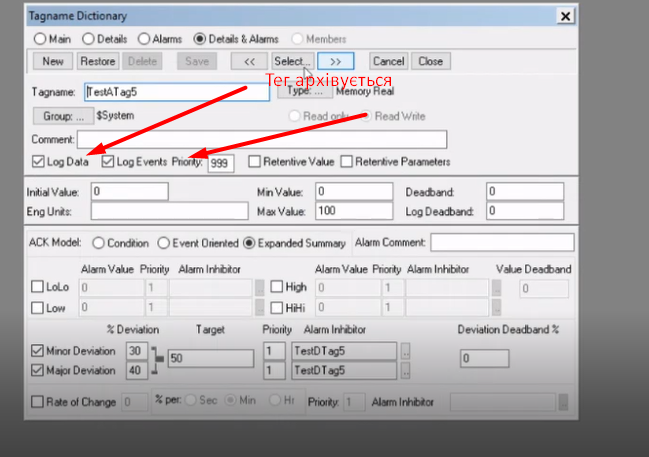 Tagname Dictionary
Main Details Alarms Details & Alarms Members
New Restore Delete Save << Select... >> Cancel Close
Тег архівується
Tagname: TestATag5 Type: ... Memory Real
Group: ... $System Read only Read Write
Comment:
Log Data Log Events Priority: 999 Retentive Value Retentive Parameters
Initial Value: 0 Min Value: 0 Deadband: 0
Eng Units: Max Value: 100 Log Deadband: 0
ACK Model: Condition Event Oriented Expanded Summary Alarm Comment:
Alarm Value Priority Alarm Inhibitor Alarm Value Priority Alarm Inhibitor Value Deadband
LoLo 0 1 ... High 0 1 ... 0
Low 0 1 ... HiHi 0 1 ...
% Deviation Target Priority Alarm Inhibitor Deviation Deadband %
Minor Deviation 30 50 1 TestDTag5 ... 0
Major Deviation 40 1 TestDTag5 ...
Rate of Change 0 % per: Sec Min Hr Priority: 1 Alarm Inhibitor